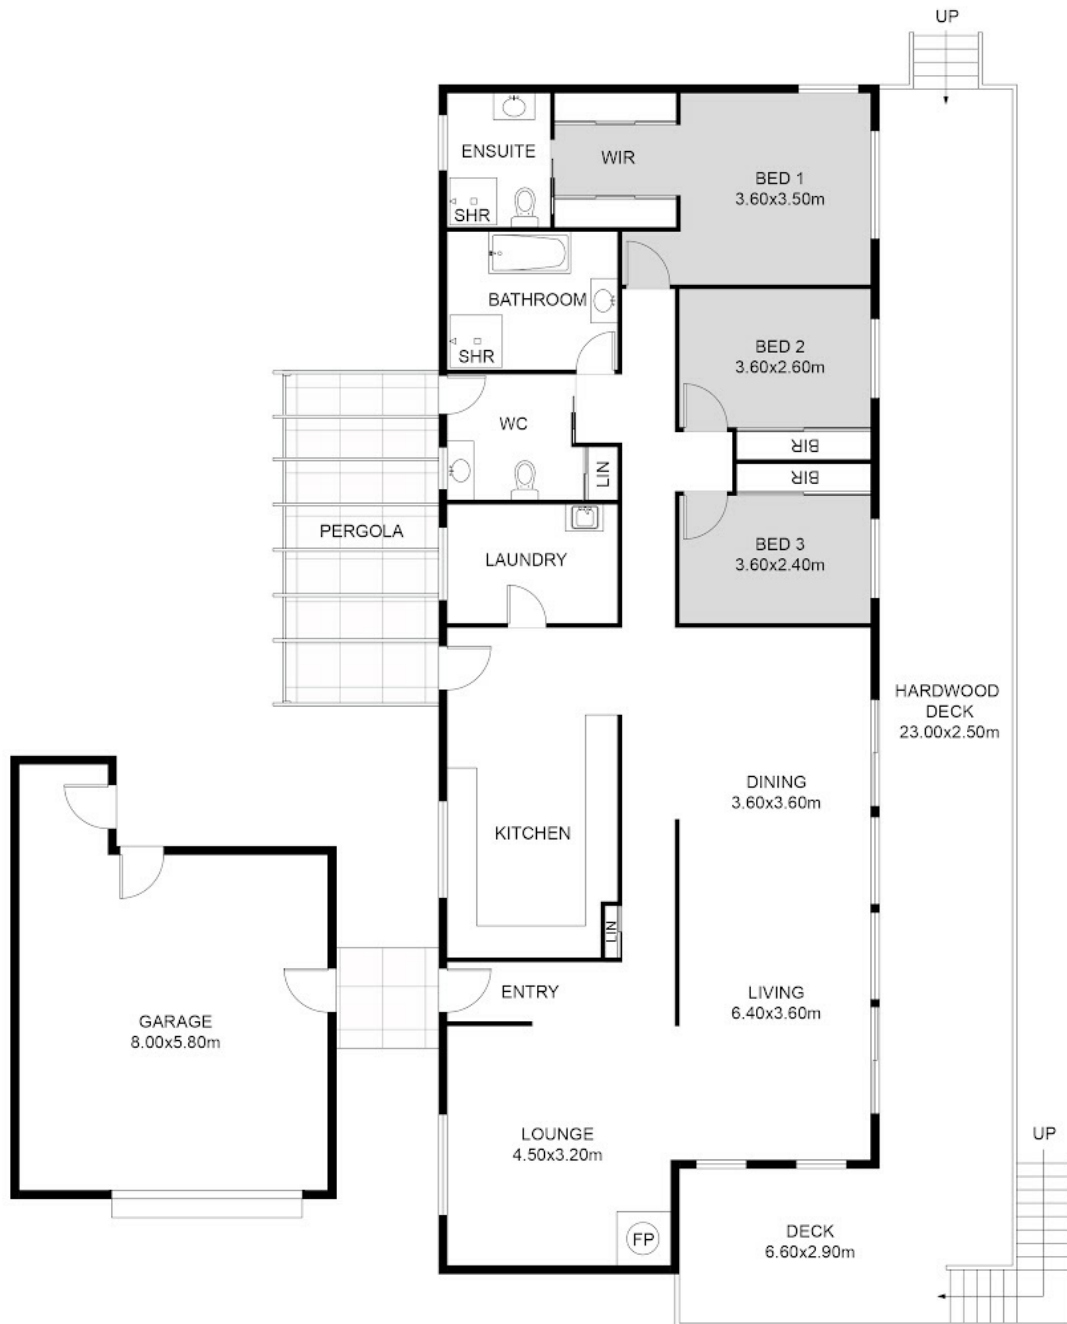 UP
ENSUITE
WIR
BED 1
3.60x3.50m
SHR
BATHROOM
BED 2
3.60x2.60m
SHR
WC
BIR
LIN
BIR
PERGOLA
LAUNDRY
BED 3
3.60x2.40m
HARDWOOD
DECK
23.00x2.50m
DINING
3.60x3.60m
KITCHEN
LIN
ENTRY
LIVING
6.40x3.60m
GARAGE
8.00x5.80m
LOUNGE
4.50x3.20m
UP
FP
DECK
6.60x2.90m